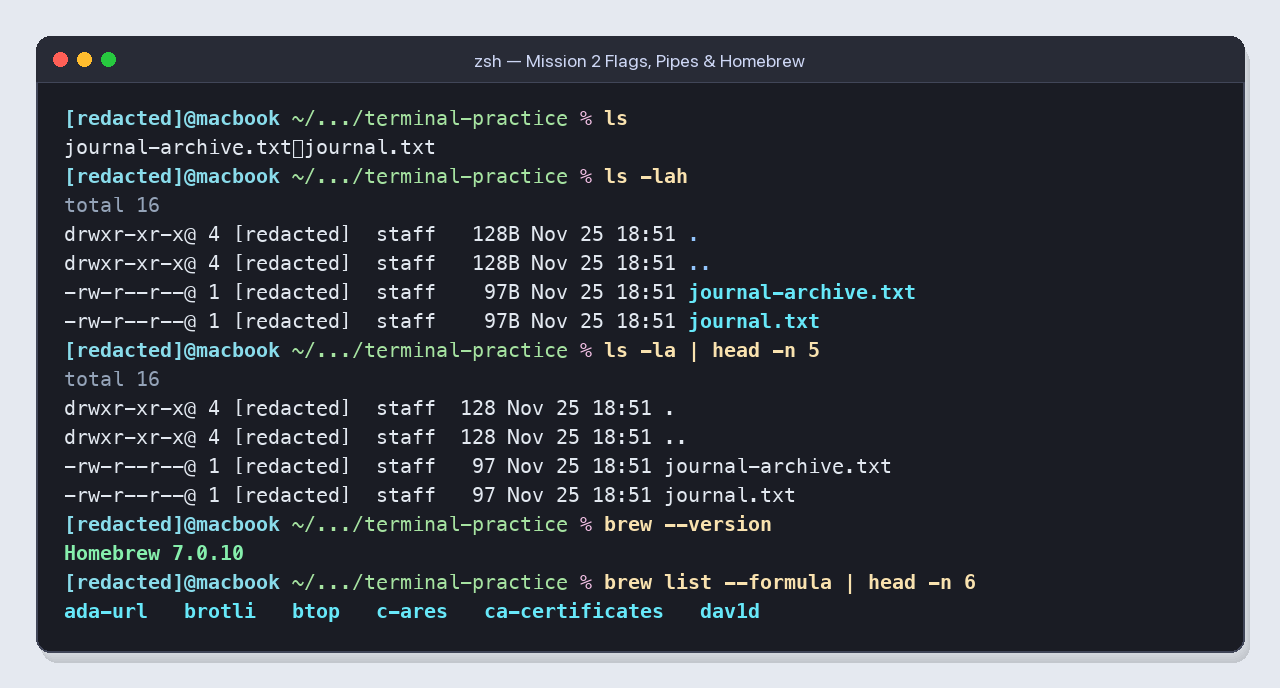 zsh — Mission 2 Flags, Pipes & Homebrew
[redacted]@macbook ~/.../terminal-practice % ls
journal-archive.txt▯journal.txt
[redacted]@macbook ~/.../terminal-practice % ls -lah
total 16
drwxr-xr-x@ 4 [redacted]  staff   128B Nov 25 18:51 .
drwxr-xr-x@ 4 [redacted]  staff   128B Nov 25 18:51 ..
-rw-r--r--@ 1 [redacted]  staff    97B Nov 25 18:51 journal-archive.txt
-rw-r--r--@ 1 [redacted]  staff    97B Nov 25 18:51 journal.txt
[redacted]@macbook ~/.../terminal-practice % ls -la | head -n 5
total 16
drwxr-xr-x@ 4 [redacted]  staff  128 Nov 25 18:51 .
drwxr-xr-x@ 4 [redacted]  staff  128 Nov 25 18:51 ..
-rw-r--r--@ 1 [redacted]  staff   97 Nov 25 18:51 journal-archive.txt
-rw-r--r--@ 1 [redacted]  staff   97 Nov 25 18:51 journal.txt
[redacted]@macbook ~/.../terminal-practice % brew --version
Homebrew 7.0.10
[redacted]@macbook ~/.../terminal-practice % brew list --formula | head -n 6
ada-url   brotli   btop   c-ares   ca-certificates   dav1d